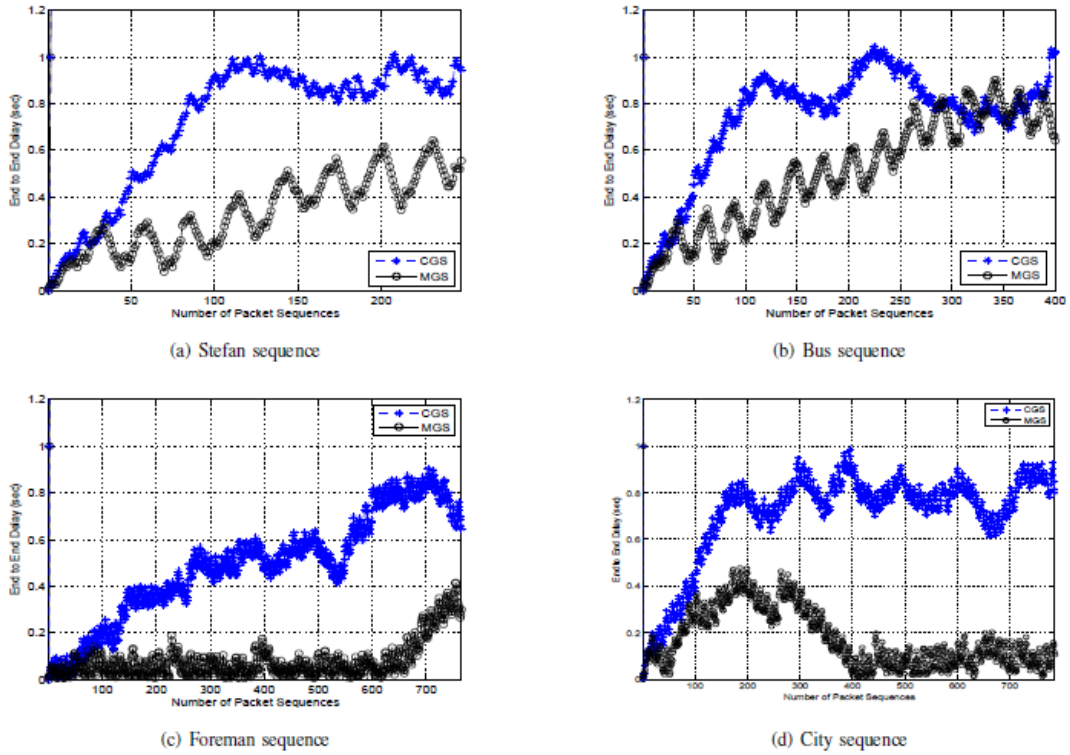 1.2
1
0.8
0.6
0.4
0.2
0
End to End Delay (sec)
50 100 150 200
Number of Packet Sequences
CGS
MGS
(a) Stefan sequence
1.2
1
0.8
0.6
0.4
0.2
0
End to End Delay (sec)
50 100 150 200 250 300 350 400
Number of Packet Sequences
CGS
MGS
(b) Bus sequence
1.2
1
0.8
0.6
0.4
0.2
0
End to End Delay (sec)
100 200 300 400 500 600 700
Number of Packet Sequences
CGS
MGS
(c) Foreman sequence
1.2
1
0.8
0.6
0.4
0.2
0
End to End Delay (sec)
100 200 300 400 500 600 700
Number of Packet Sequences
CGS
MGS
(d) City sequence